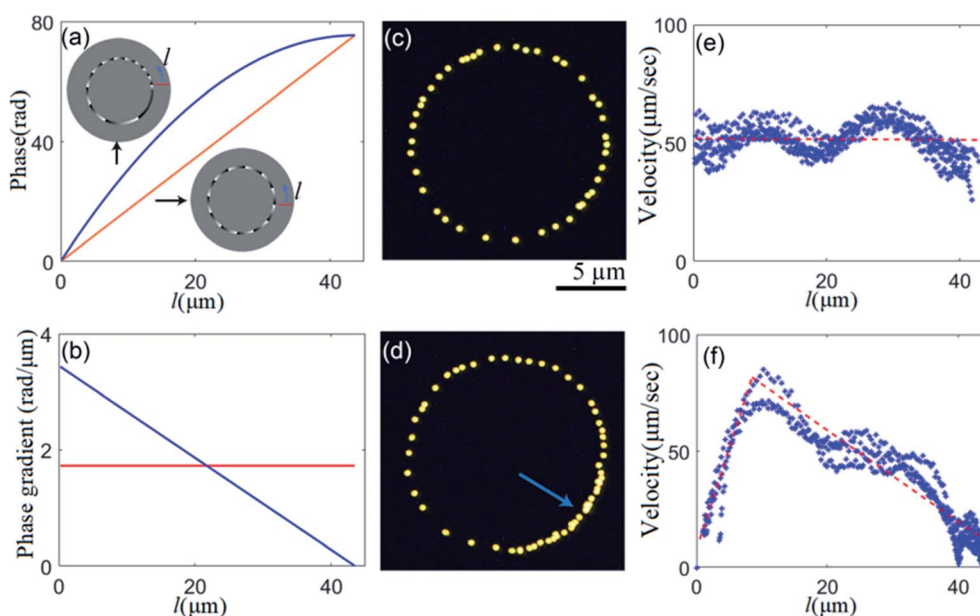 (a)
80
40
0
Phase(rad)
l
l
0
20
40
l(μm)
(b)
4
2
0
Phase gradient (rad/μm)
0
20
40
l(μm)
(c)
5 μm
(d)
(e)
100
50
0
Velocity(μm/sec)
0
20
40
l(μm)
(f)
100
50
0
Velocity(μm/sec)
0
20
40
l(μm)